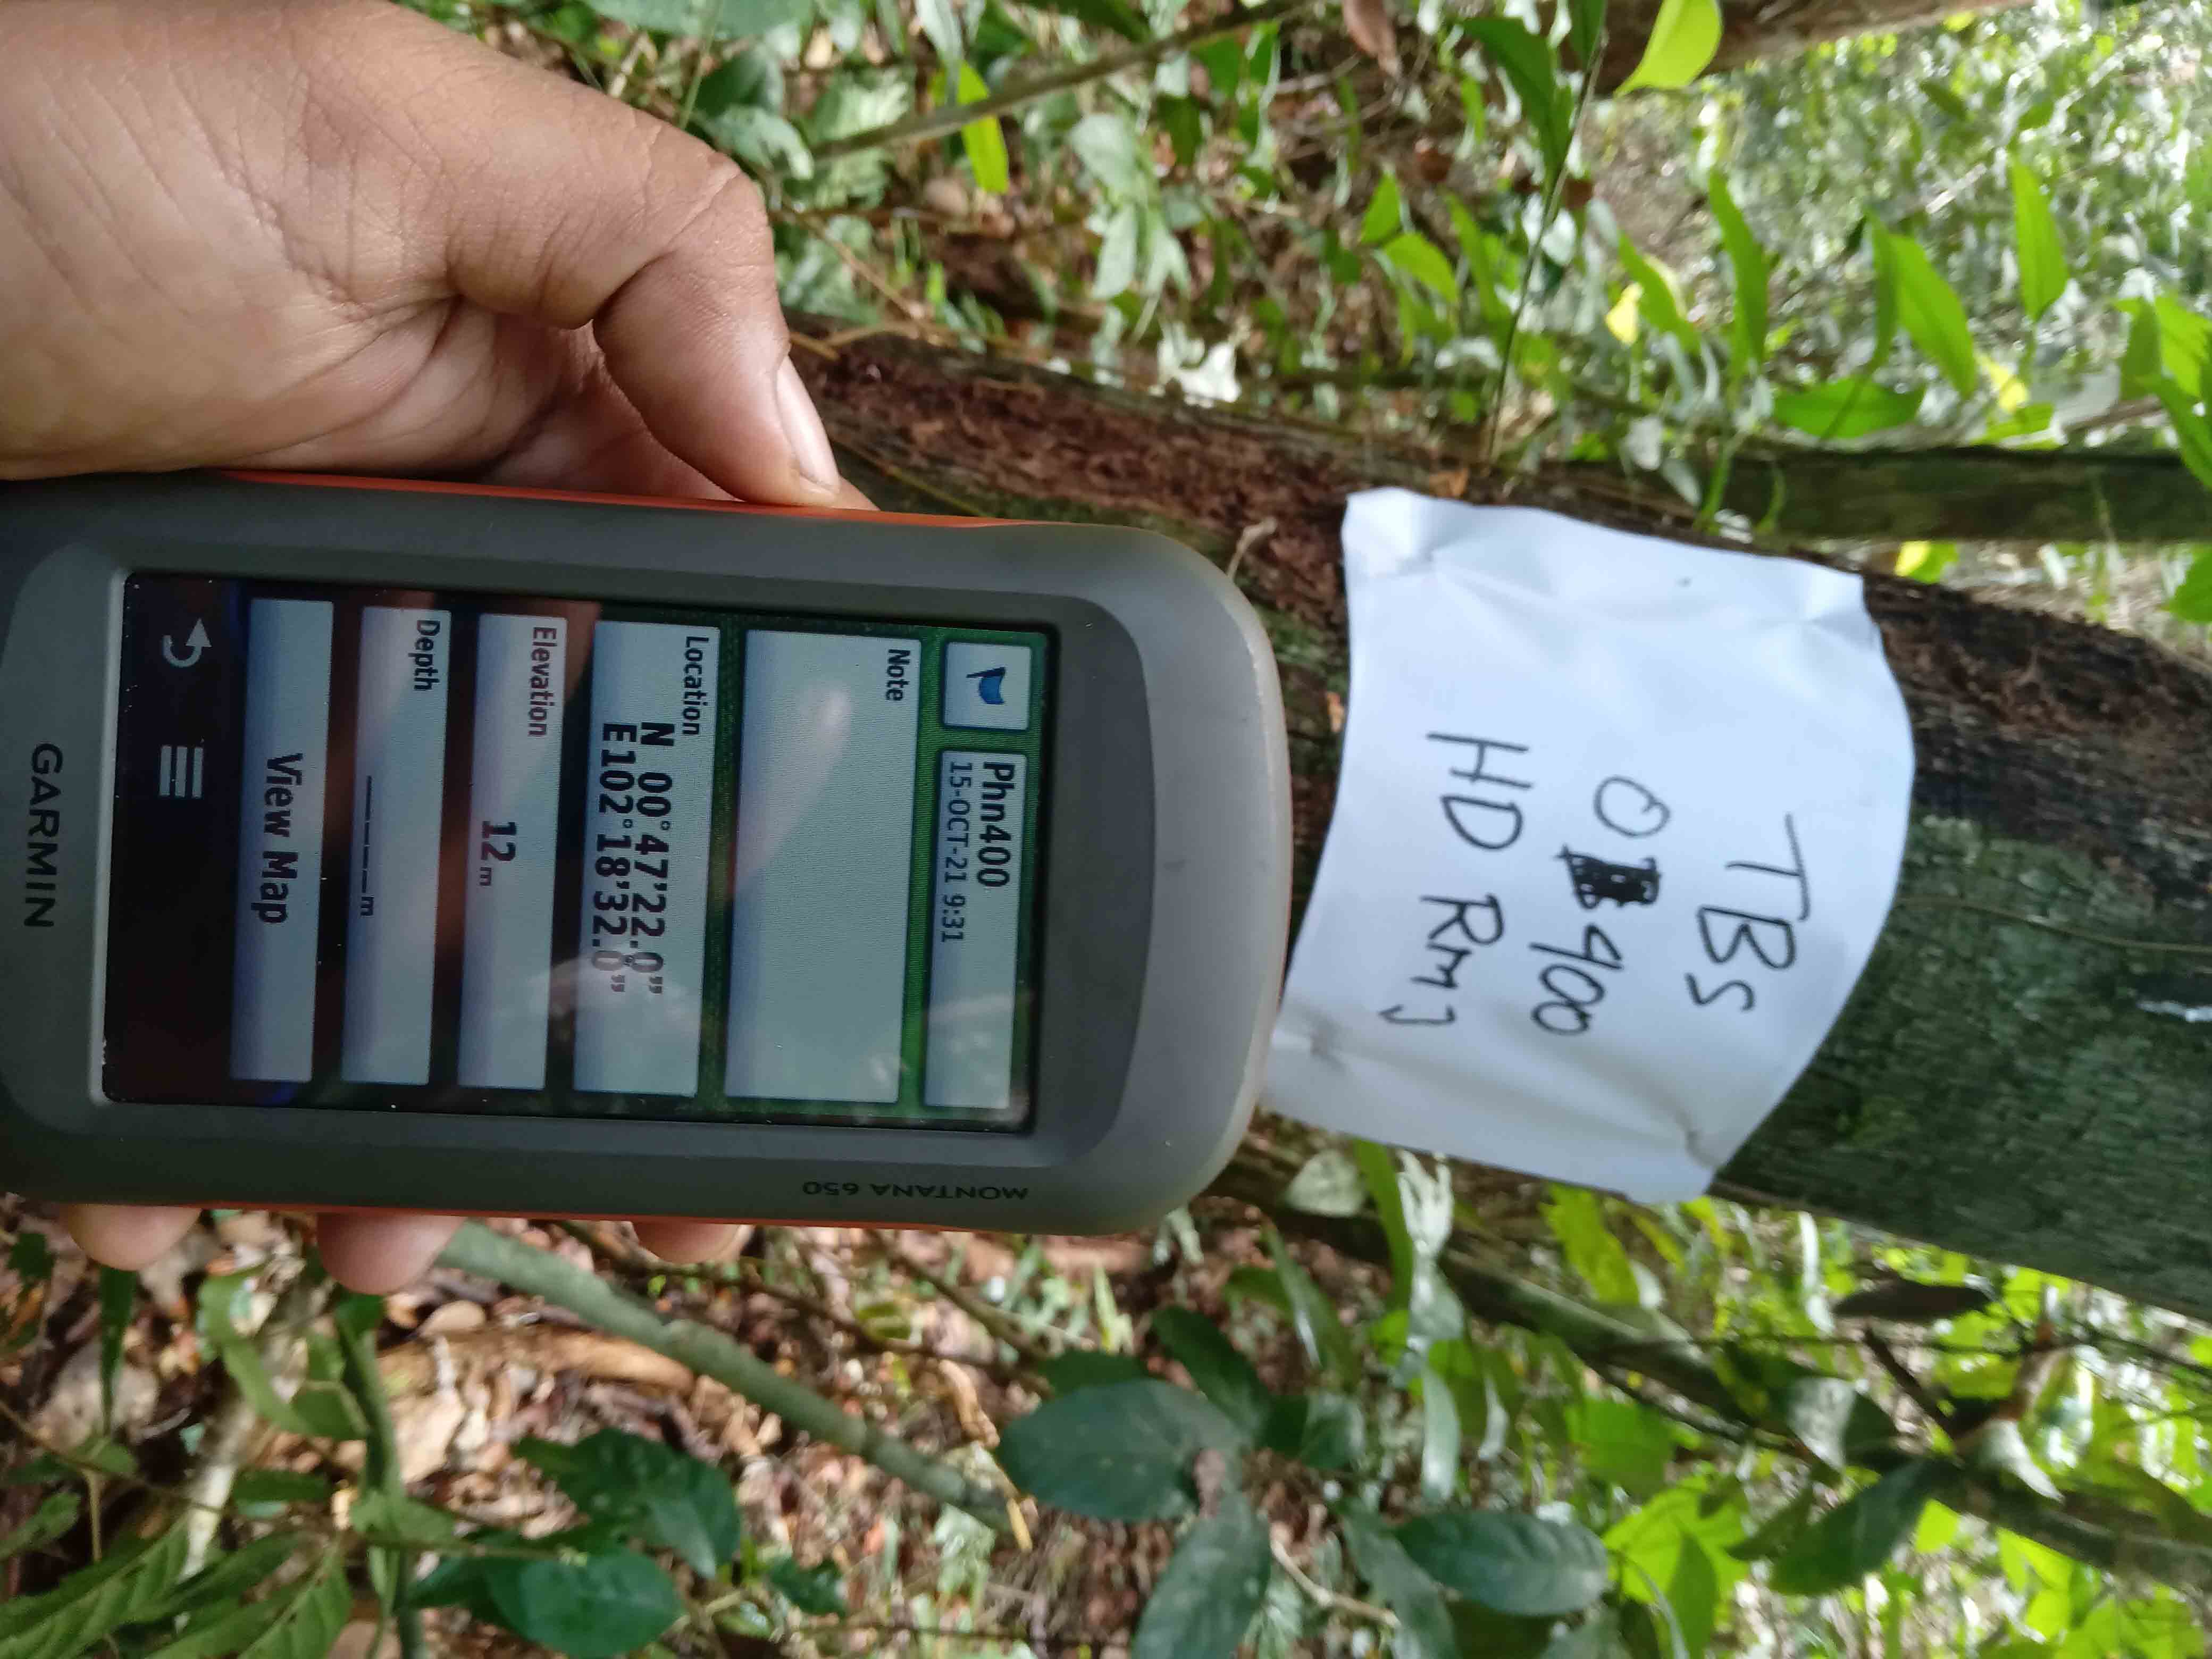 TBS
0 400
HD RMJ
MONTANA 650
Phn400
15-OCT-21 9:31
Note
Location
N 00°47'22.0"
E102°18'32.0"
Elevation
12 m
Depth
_____m
View Map
GARMIN